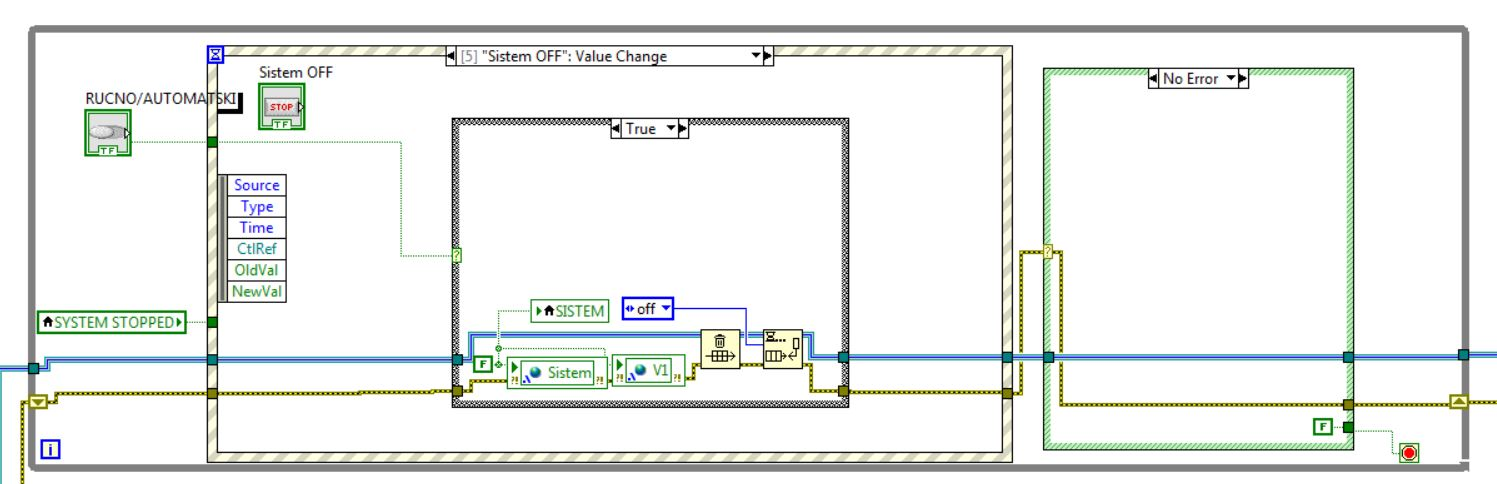 [5] "Sistem OFF": Value Change
Sistem OFF
No Error
RUCNO/AUTOMATSKI
STOP
TF
True
TF
Source
Type
Time
CtlRef
?
?
OldVal
NewVal
SISTEM
off
SYSTEM STOPPED
F
Sistem
V1
?!
?!
?!
?!
F
i